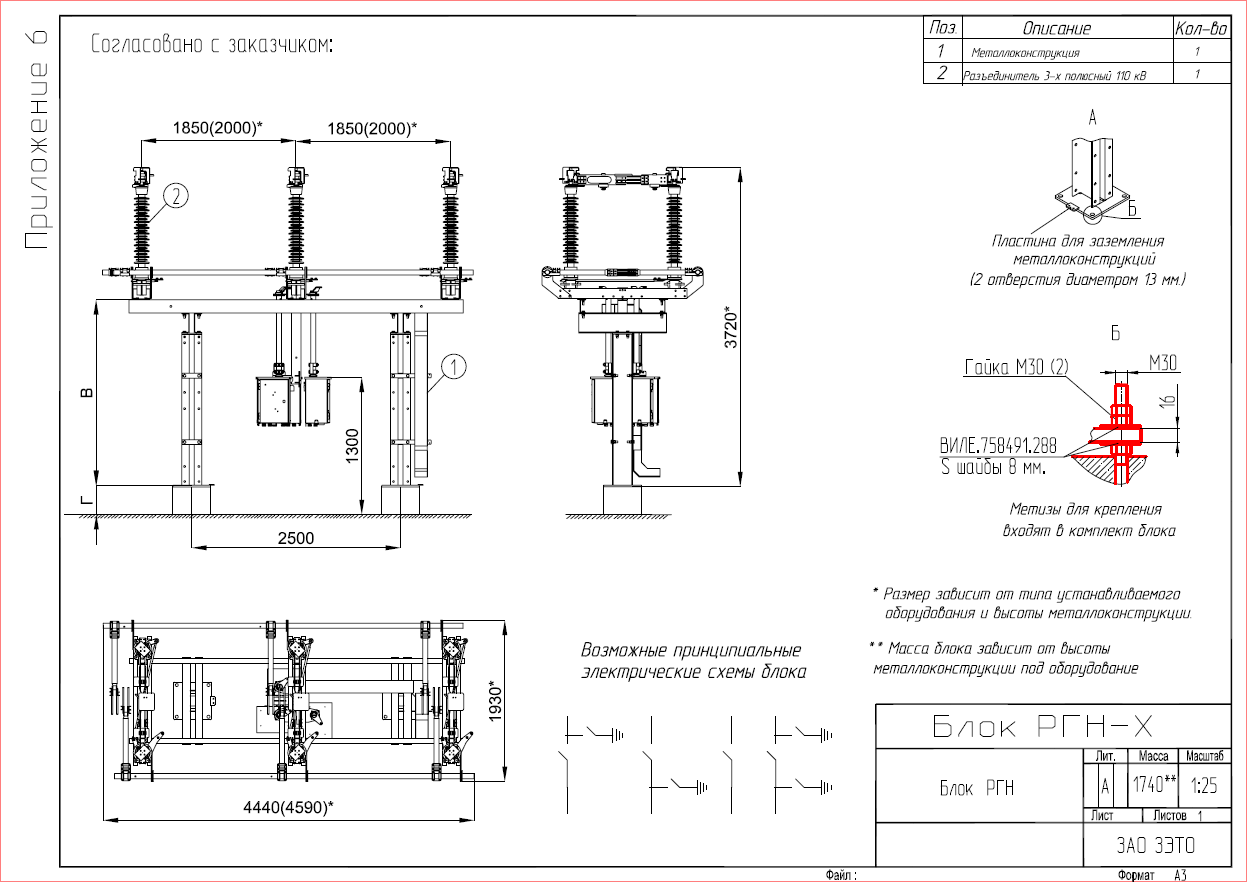 Приложение 6
Согласовано с заказчиком:
Поз. Описание Кол-во
1 Металлоконструкция 1
2 Разъединитель 3-х полюсный 110 кВ 1
1850(2000)* 1850(2000)*
2
1
В
Г
1300
2500
3720*
А
Б
Пластина для заземления
металлоконструкций
(2 отверстия диаметром 13 мм.)
Б
Гайка М30 (2)
М30
16
ВИЛЕ.758491.288
S шайбы 8 мм.
Метизы для крепления
входят в комплект блока
* Размер зависит от типа устанавливаемого
оборудования и высоты металлоконструкции.
** Масса блока зависит от высоты
металлоконструкции под оборудование
1930*
4440(4590)*
Возможные принципиальные
электрические схемы блока
Блок РГН-Х
Блок РГН
Лит. Масса Масштаб
А 1740** 1:25
Лист Листов 1
ЗАО ЗЭТО
Файл : Формат А3